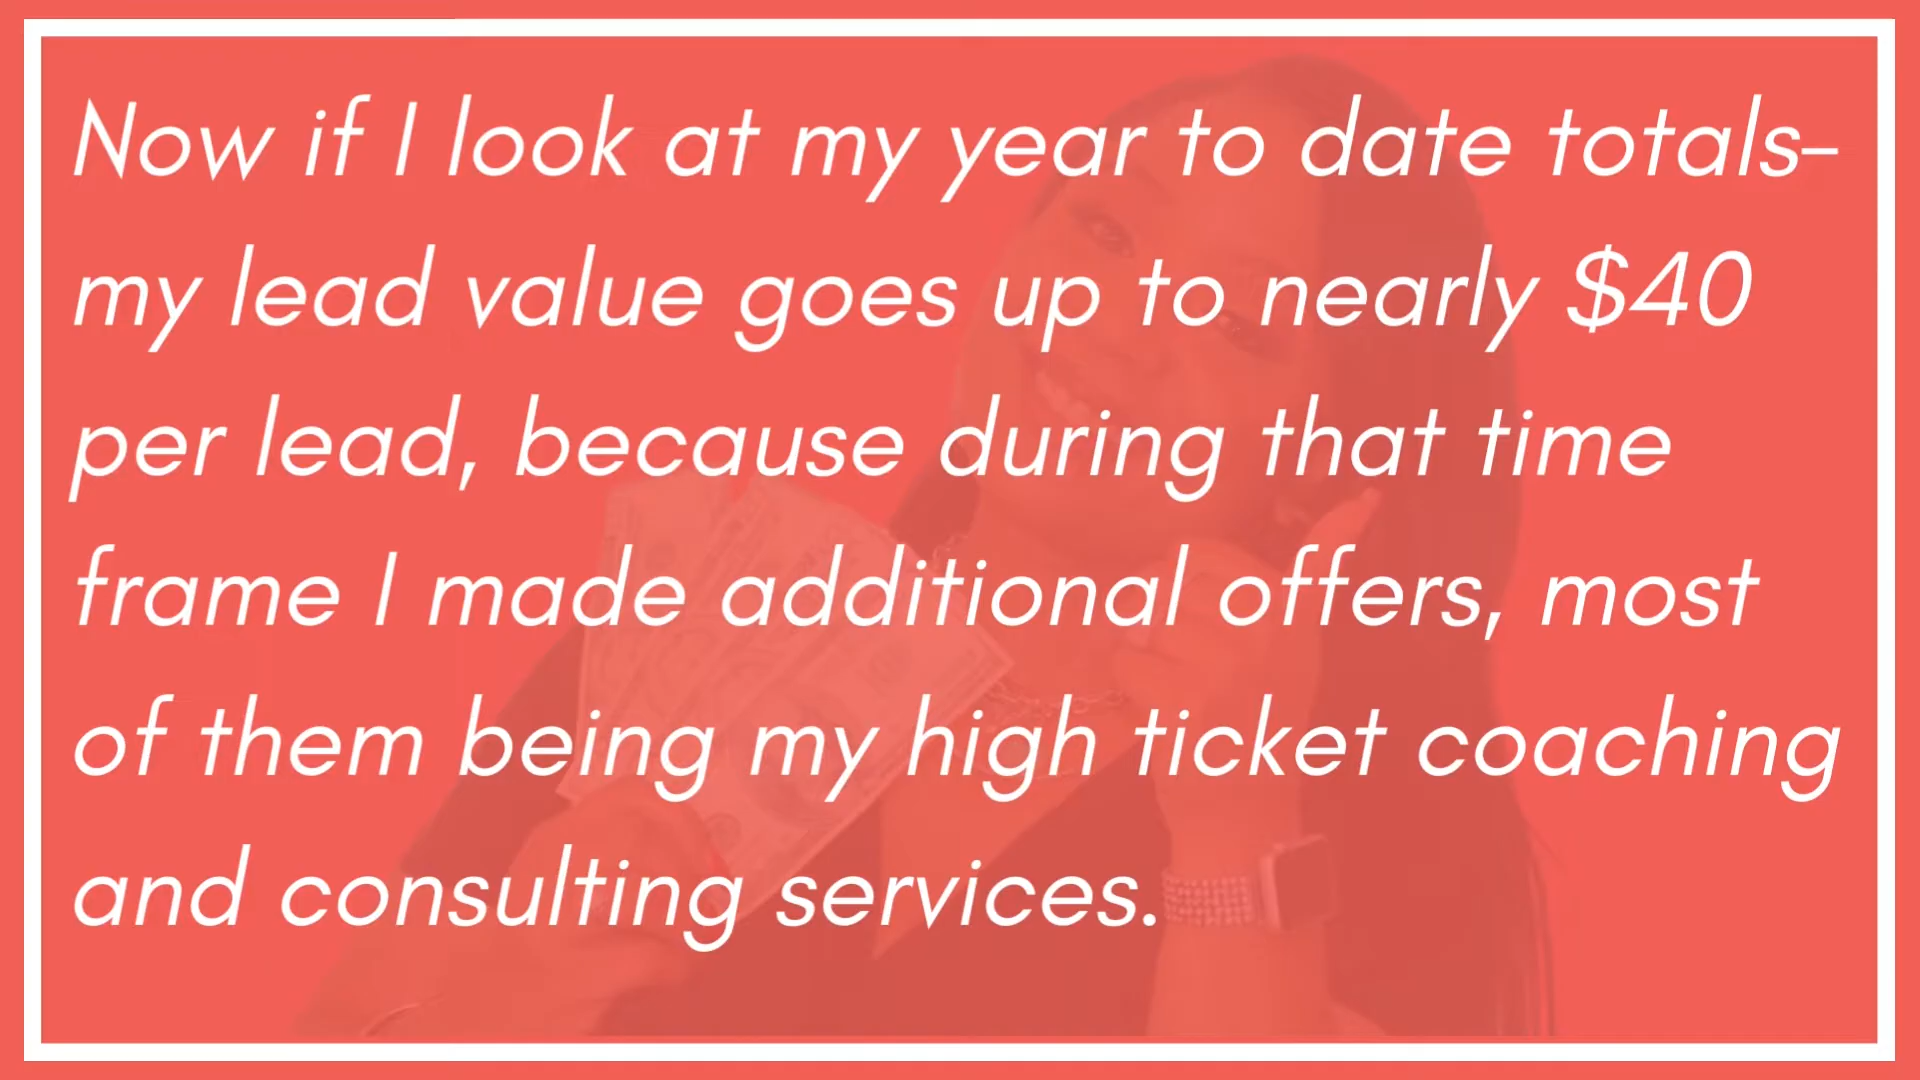 Now if I look at my year to date totals–
my lead value goes up to nearly $40
per lead, because during that time
frame I made additional offers, most
of them being my high ticket coaching
and consulting services.